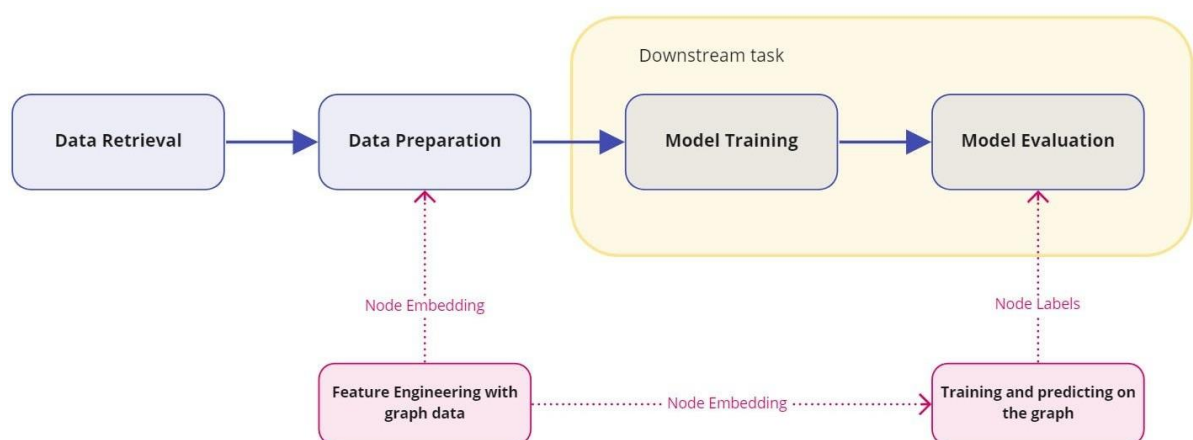 Downstream task
Data Retrieval
Data Preparation
Model Training
Model Evaluation
Node Embedding
Node Labels
Feature Engineering with
graph data
Node Embedding
Training and predicting on
the graph